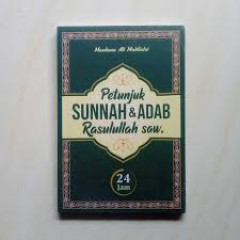 Petunjuk
SUNNAH & ADAB
Rasulullah saw.
24
Jam